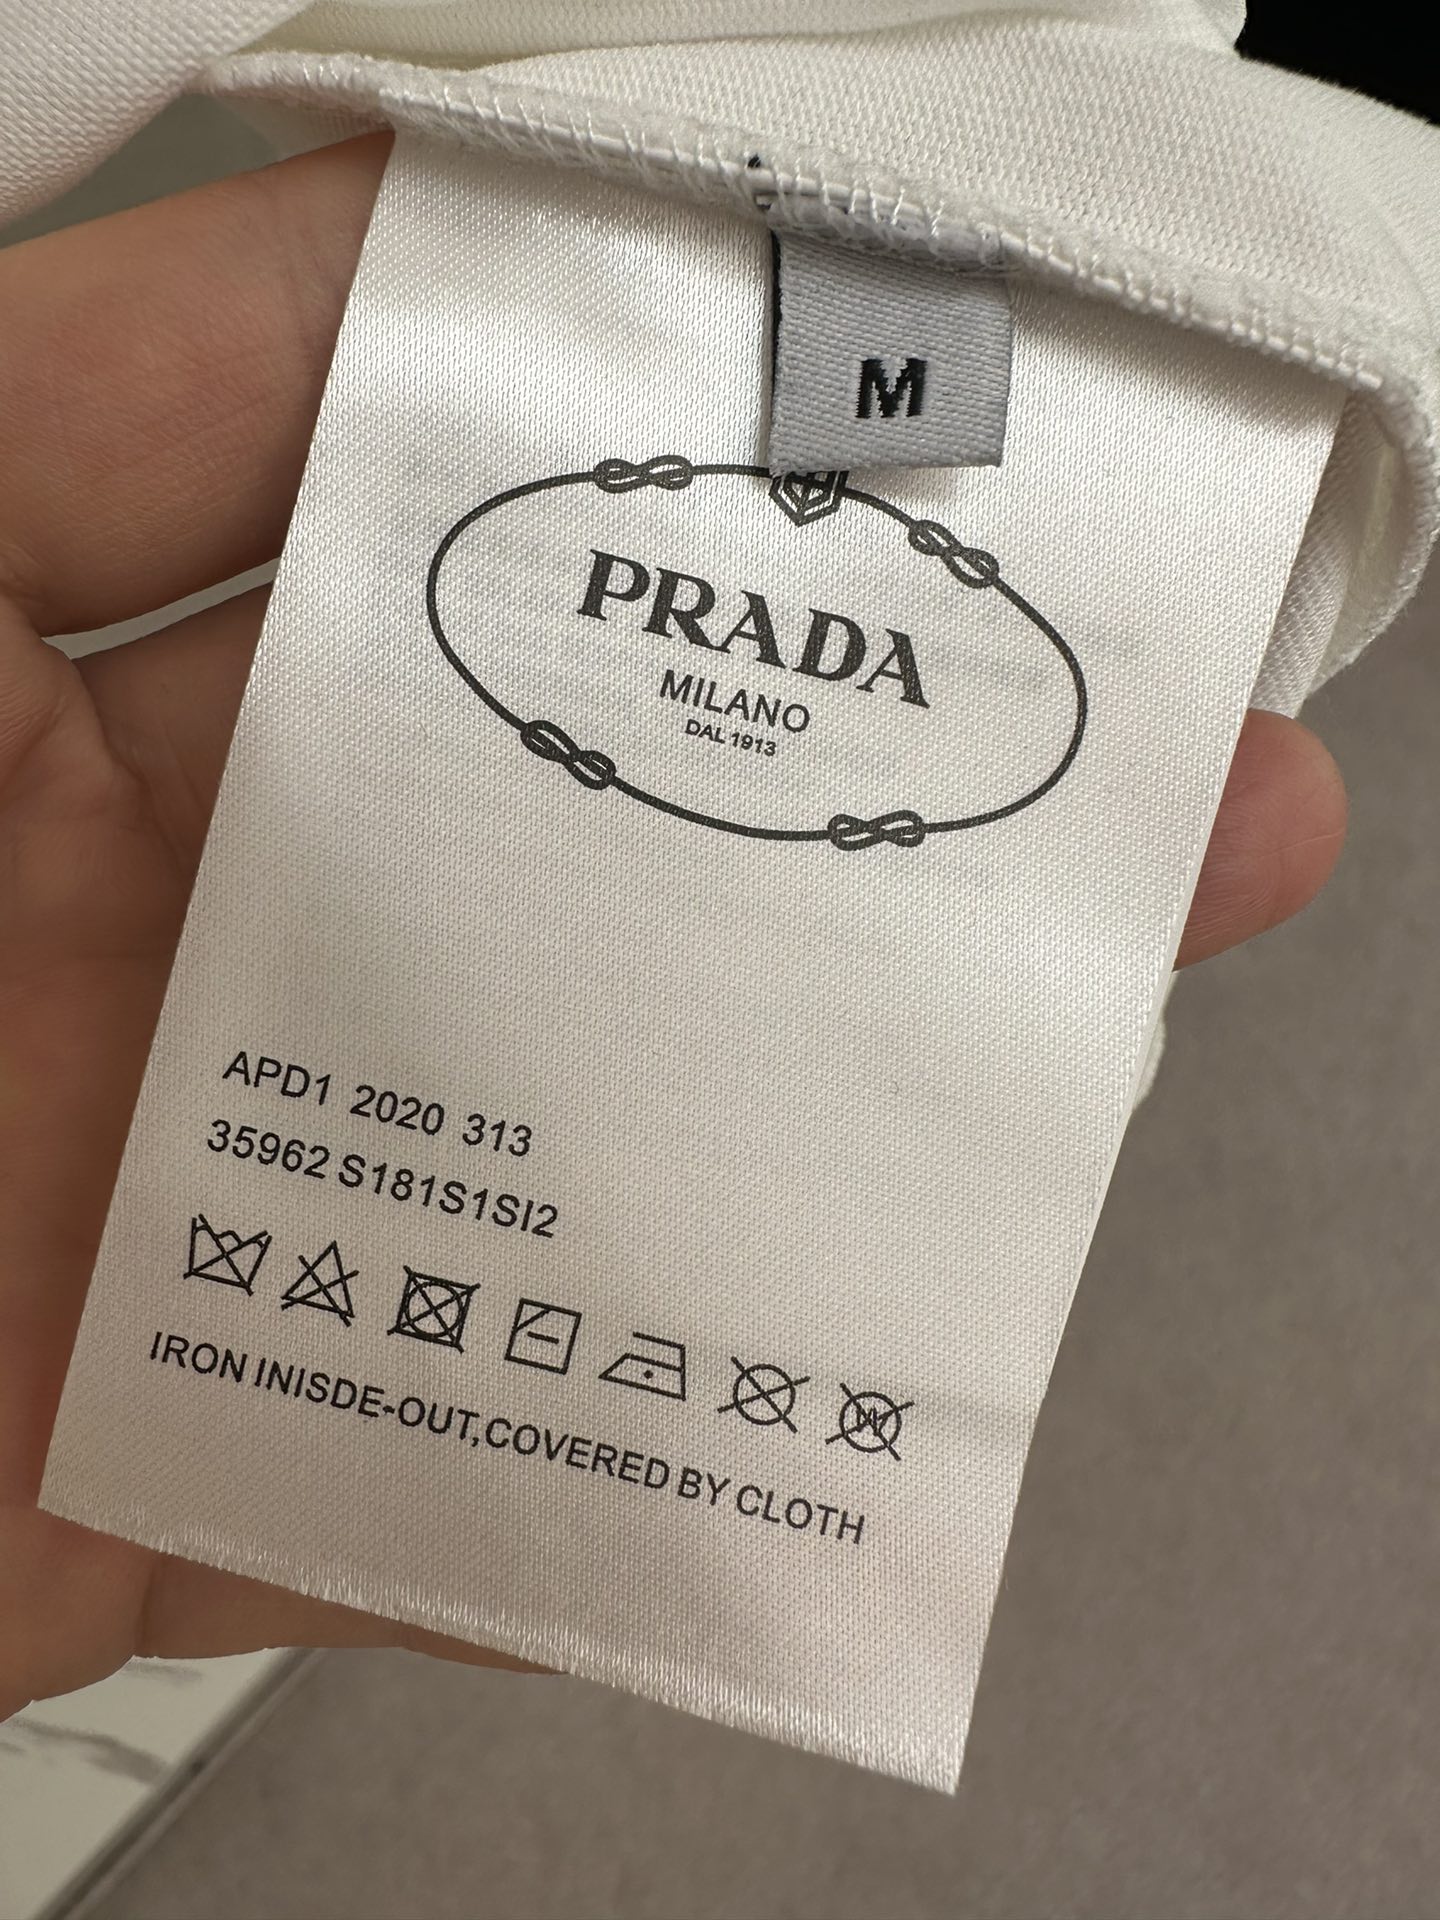 M
PRADA
MILANO
DAL 1913
APD1 2020 313
35962 S181S1SI2
IRON INISDE-OUT,COVERED BY CLOTH